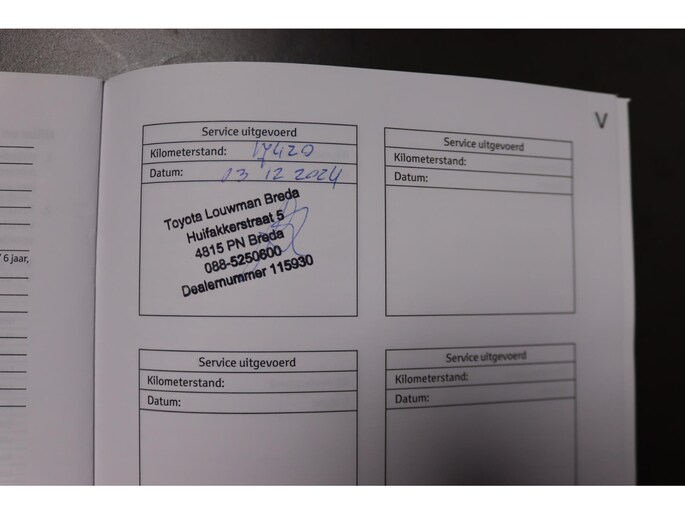 V
6 jaar,
Service uitgevoerd
Kilometerstand: 17420
Datum: 03 12 2024
Toyota Louwman Breda
Huifakkerstraat 5
4815 PN Breda
088-5250600
Dealernummer 115930
Service uitgevoerd
Kilometerstand:
Datum:
Service uitgevoerd
Kilometerstand:
Datum:
Service uitgevoerd
Kilometerstand:
Datum: